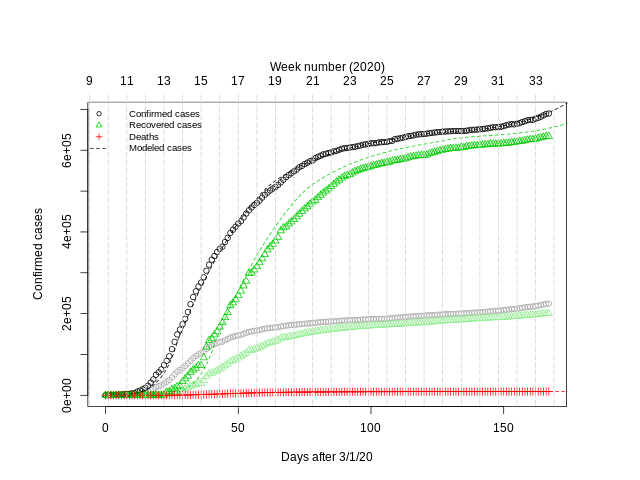 Week number (2020)
9 11 13 15 17 19 21 23 25 27 29 31 33
Confirmed cases
Recovered cases
Deaths
Modeled cases
Confirmed cases
6e+05
4e+05
2e+05
0e+00
0 50 100 150
Days after 3/1/20